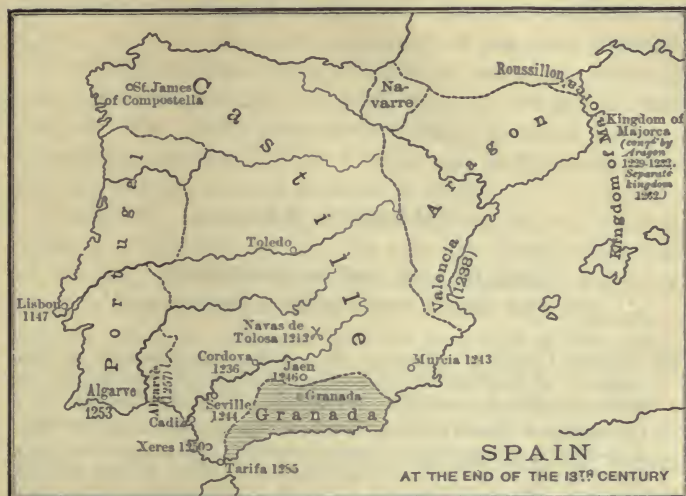 St. James
of Compostella
Castille
Na-
varre
Roussillon
Aragon
Kingdom of Majorca
Kingdom of
Majorca
(conqd. by
Aragon
1229-1232.
Separate
kingdom
1262.)
Portugal
Toledo
Valencia
(1238)
Lisbon
1147
Navas de
Tolosa 1212
Cordova
1236
Jaen
1246
Murcia 1243
Algarve
1253
Algarve
(1257)
Seville
1244
Granada
Granada
Cadiz
Xeres 1250
Tarifa 1285
SPAIN
AT THE END OF THE 13TH CENTURY